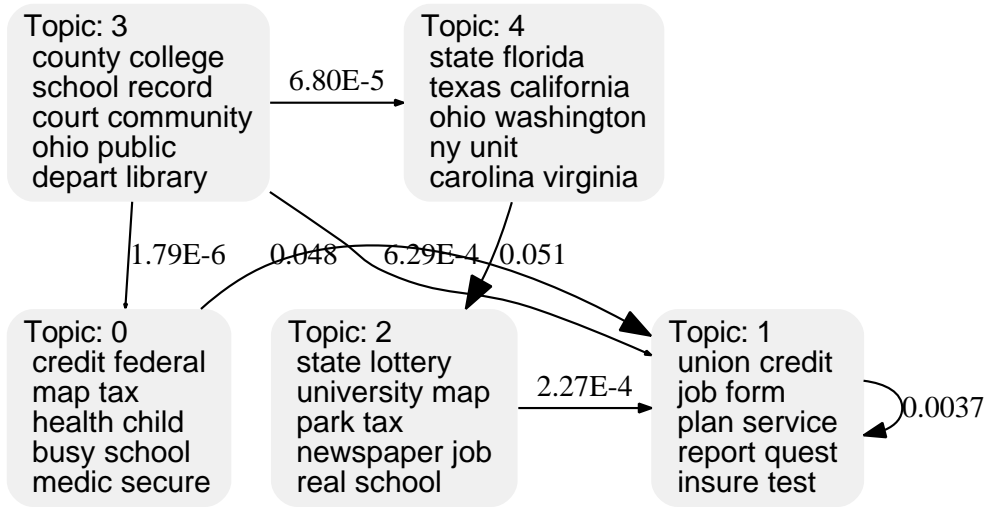 Topic: 3
county college
school record
court community
ohio public
depart library
6.80E-5
Topic: 4
state florida
texas california
ohio washington
ny unit
carolina virginia
1.79E-6
0.048
6.29E-4
0.051
Topic: 0
credit federal
map tax
health child
busy school
medic secure
Topic: 2
state lottery
university map
park tax
newspaper job
real school
2.27E-4
Topic: 1
union credit
job form
plan service
report quest
insure test
0.0037